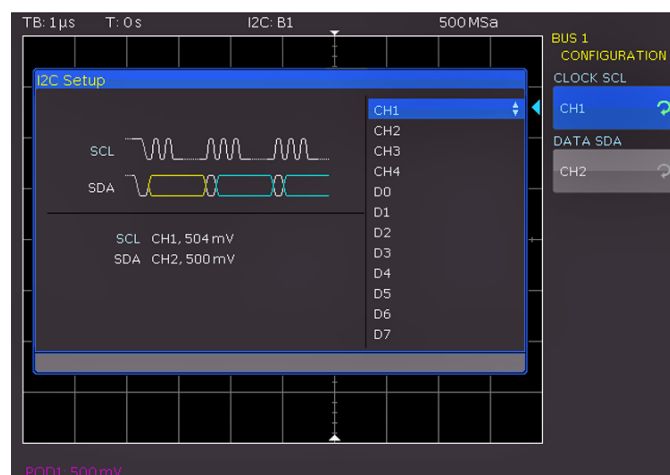 TB: 1µs T: 0s I2C: B1 500MSa
BUS 1
CONFIGURATION
CLOCK SCL
CH1
DATA SDA
CH2
I2C Setup
SCL
SDA
SCL CH1, 504 mV
SDA CH2, 500 mV
CH1
CH2
CH3
CH4
D0
D1
D2
D3
D4
D5
D6
D7
POD1: 500 mV